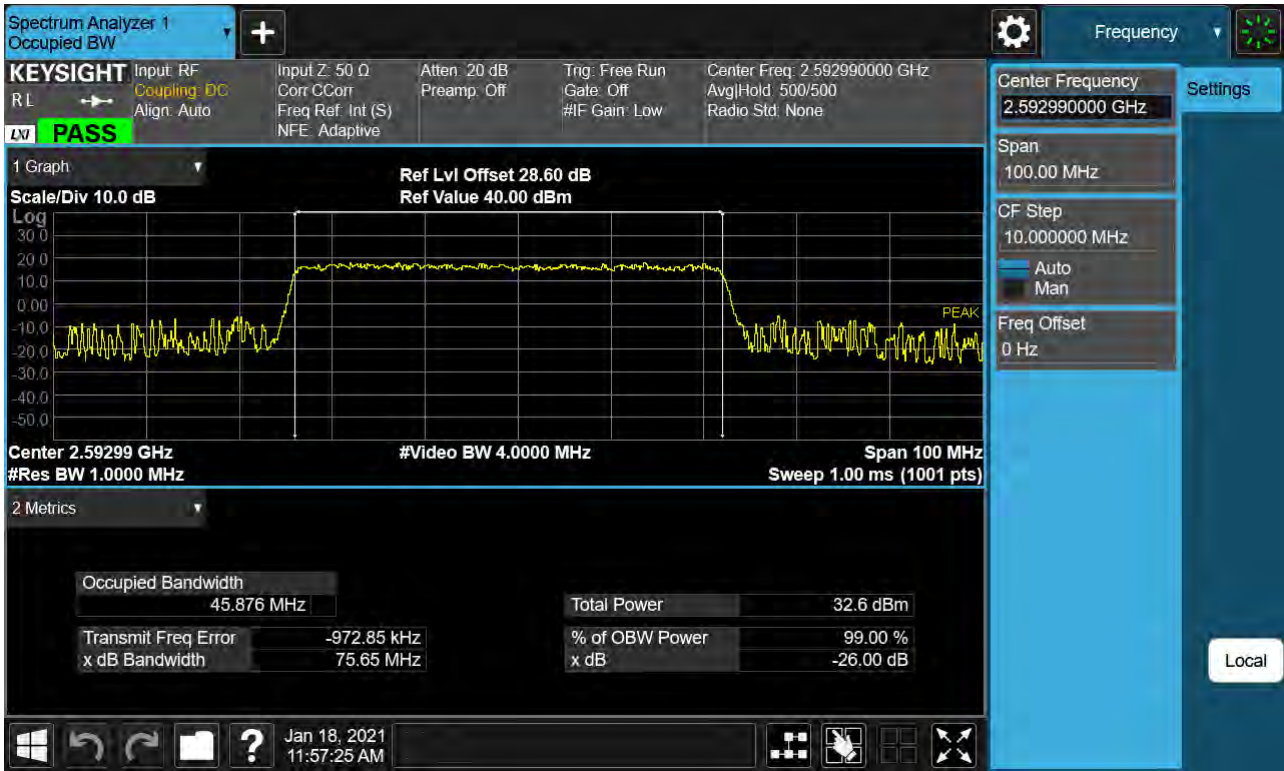 Spectrum Analyzer 1
Occupied BW
Frequency
KEYSIGHT
RL
LXI
PASS
Input: RF
Coupling: DC
Align: Auto
Input Z: 50 Ω
Corr CCorr
Freq Ref: Int (S)
NFE: Adaptive
Atten: 20 dB
Preamp: Off
Trig: Free Run
Gate: Off
#IF Gain: Low
Center Freq: 2.592990000 GHz
Avg|Hold: 500/500
Radio Std: None
Center Frequency
2.592990000 GHz
Settings
Span
100.00 MHz
CF Step
10.000000 MHz
Auto
Man
Freq Offset
0 Hz
Local
1 Graph
Scale/Div 10.0 dB
Ref Lvl Offset 28.60 dB
Ref Value 40.00 dBm
Log
30.0
20.0
10.0
0.00
-10.0
-20.0
-30.0
-40.0
-50.0
PEAK
Center 2.59299 GHz
#Video BW 4.0000 MHz
Span 100 MHz
#Res BW 1.0000 MHz
Sweep 1.00 ms (1001 pts)
2 Metrics
Occupied Bandwidth
45.876 MHz
Total Power 32.6 dBm
Transmit Freq Error -972.85 kHz
% of OBW Power 99.00 %
x dB Bandwidth 75.65 MHz
x dB -26.00 dB
?
Jan 18, 2021
11:57:25 AM